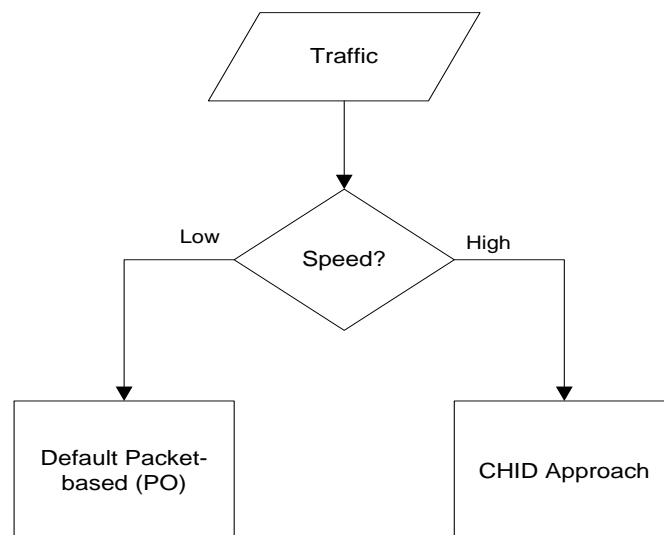 Traffic
Low
High
Speed?
Default Packet-
based (PO)
CHID Approach